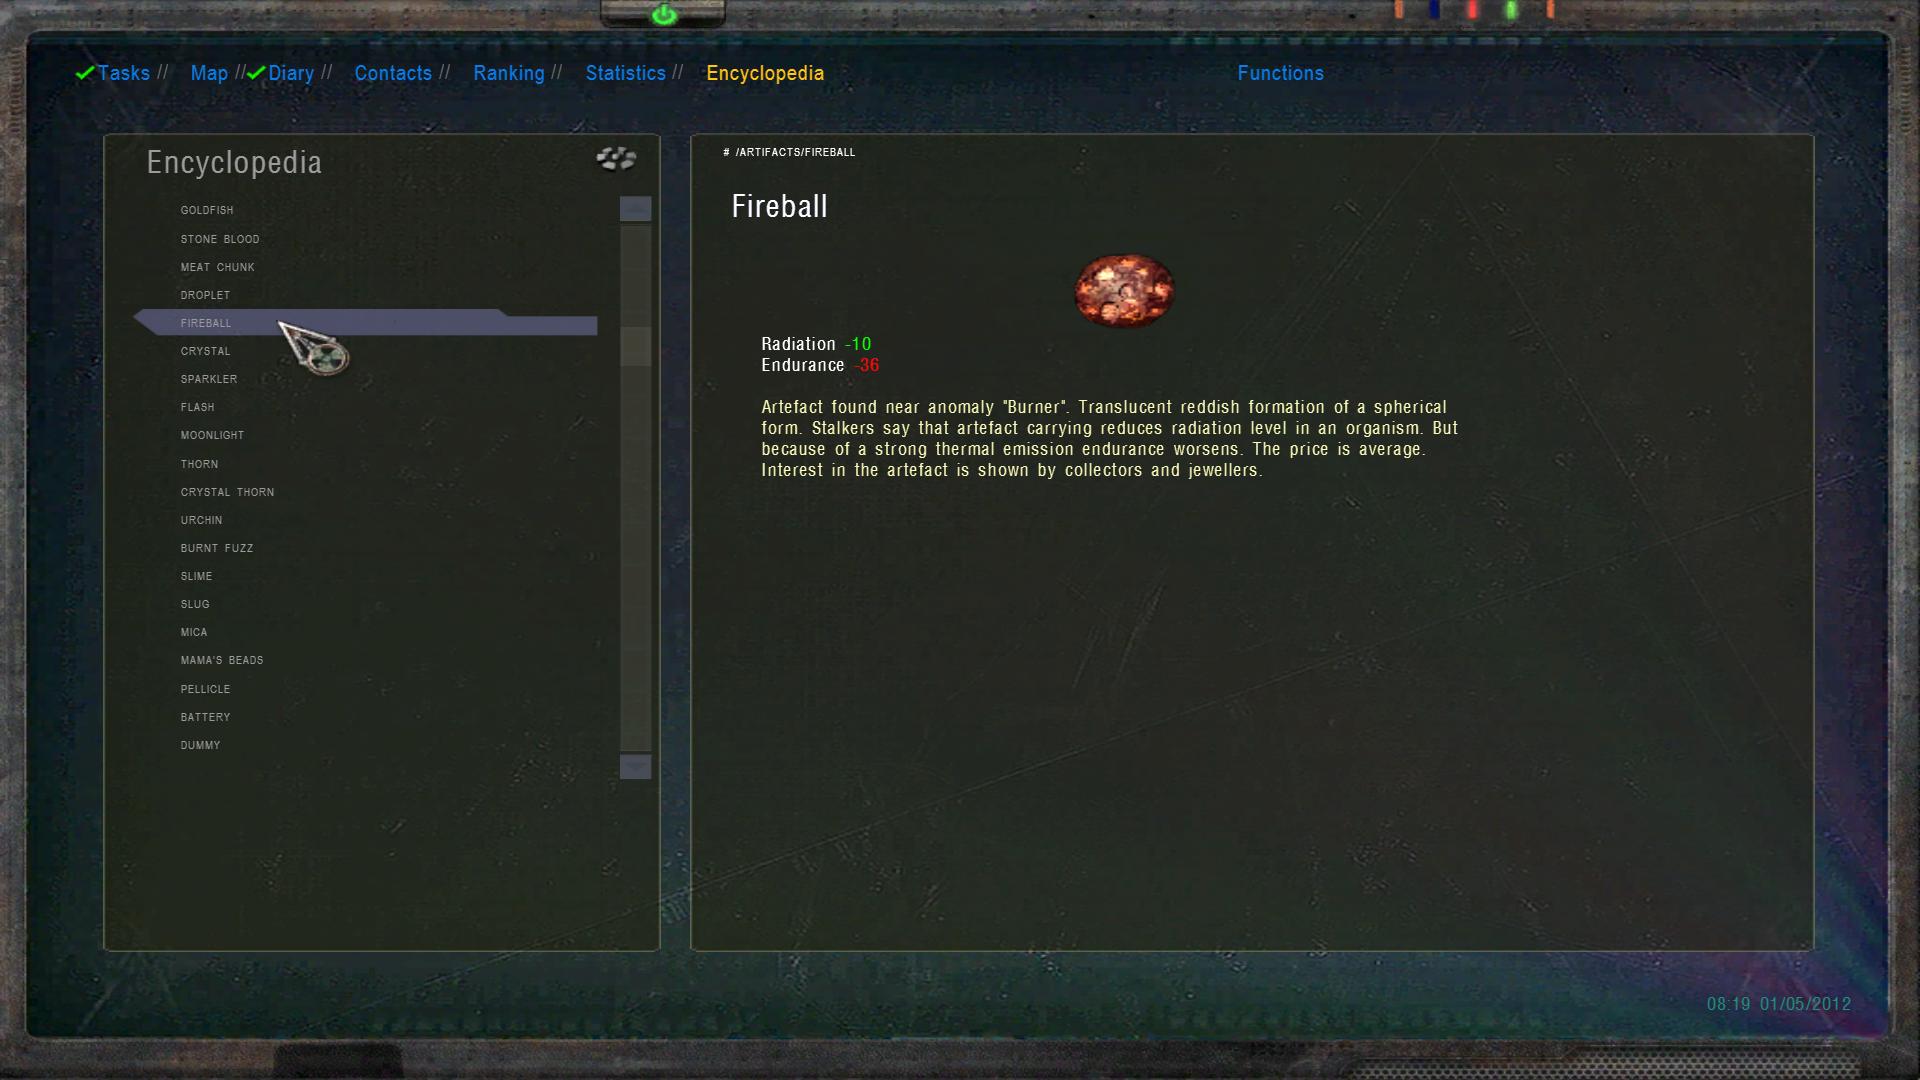 Tasks // Map // Diary // Contacts // Ranking // Statistics // Encyclopedia Functions
Encyclopedia
GOLDFISH
STONE BLOOD
MEAT CHUNK
DROPLET
FIREBALL
CRYSTAL
SPARKLER
FLASH
MOONLIGHT
THORN
CRYSTAL THORN
URCHIN
BURNT FUZZ
SLIME
SLUG
MICA
MAMA'S BEADS
PELLICLE
BATTERY
DUMMY
# /ARTIFACTS/FIREBALL
Fireball
Radiation -10
Endurance -36
Artefact found near anomaly "Burner". Translucent reddish formation of a spherical
form. Stalkers say that artefact carrying reduces radiation level in an organism. But
because of a strong thermal emission endurance worsens. The price is average.
Interest in the artefact is shown by collectors and jewellers.
08:19 01/05/2012